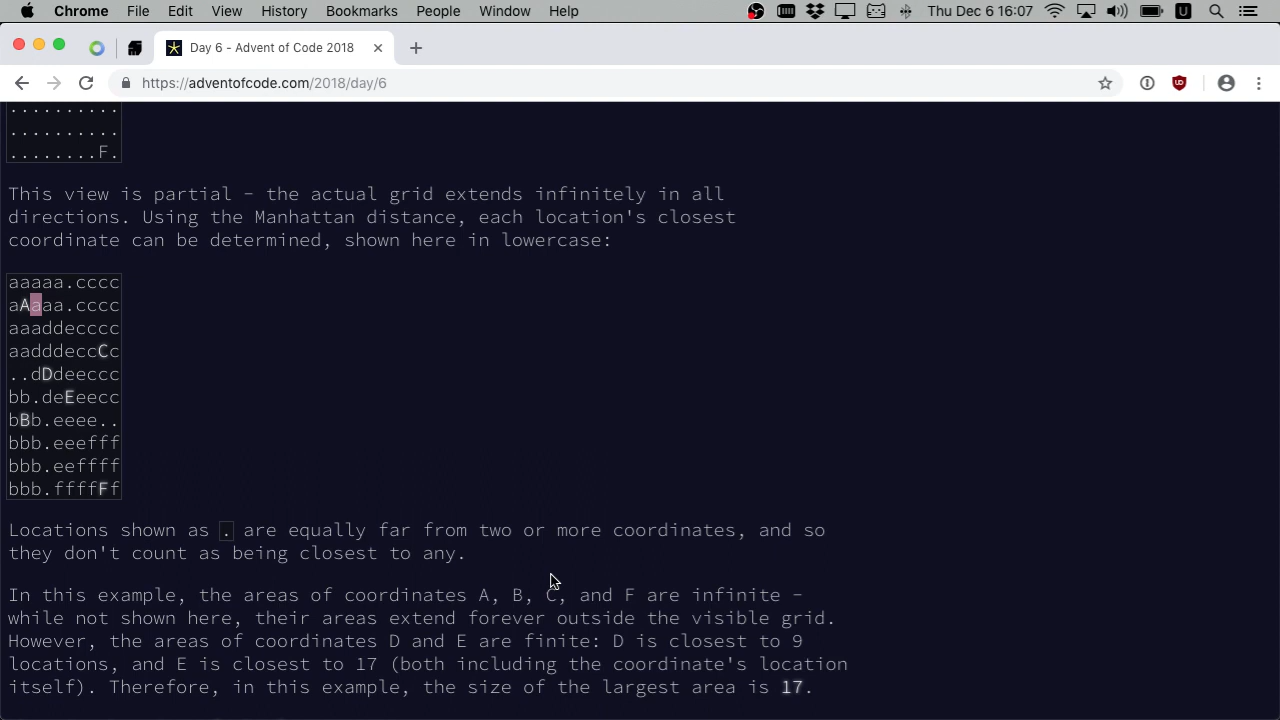 Chrome File Edit View History Bookmarks People Window Help Thu Dec 6 16:07
Day 6 - Advent of Code 2018
https://adventofcode.com/2018/day/6
..........
..........
........F.
This view is partial - the actual grid extends infinitely in all
directions. Using the Manhattan distance, each location's closest
coordinate can be determined, shown here in lowercase:
aaaaa.cccc
aAaaa.cccc
aaaddecccc
aadddeccCc
..dDdeeccc
bb.deEeecc
bBb.eeee..
bbb.eeefff
bbb.eeffff
bbb.ffffFf
Locations shown as . are equally far from two or more coordinates, and so
they don't count as being closest to any.
In this example, the areas of coordinates A, B, C, and F are infinite -
while not shown here, their areas extend forever outside the visible grid.
However, the areas of coordinates D and E are finite: D is closest to 9
locations, and E is closest to 17 (both including the coordinate's location
itself). Therefore, in this example, the size of the largest area is 17.